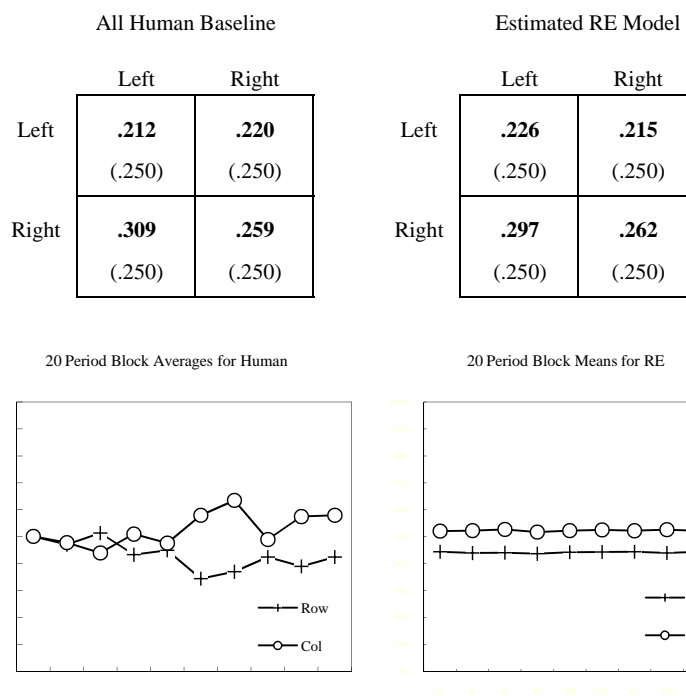 All Human Baseline
Left Right
Left .212 .220
(.250) (.250)
Right .309 .259
(.250) (.250)
20 Period Block Averages for Human
Row
Col
Estimated RE Model
Left Right
Left .226 .215
(.250) (.250)
Right .297 .262
(.250) (.250)
20 Period Block Means for RE